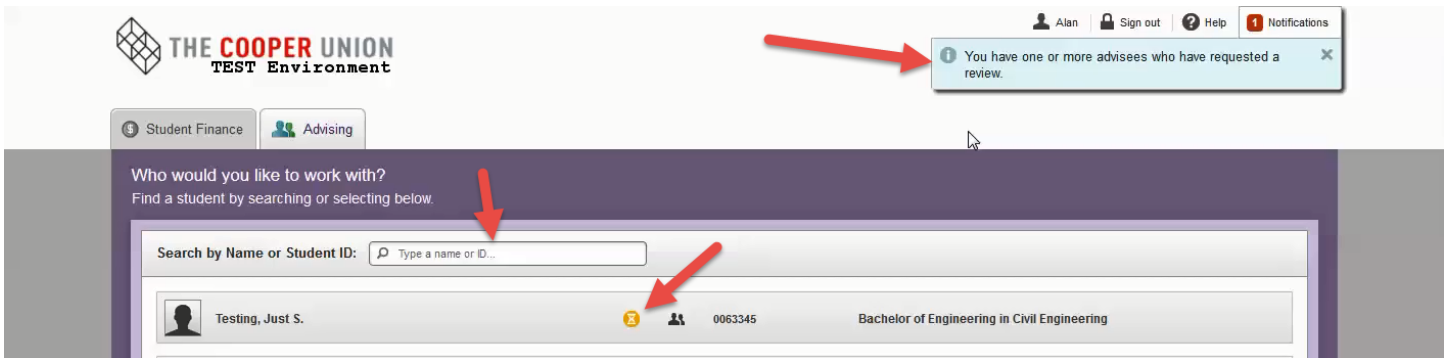 Alan Sign out Help 1 Notifications
THE COOPER UNION
TEST Environment
You have one or more advisees who have requested a
review.
Student Finance Advising
Who would you like to work with?
Find a student by searching or selecting below.
Search by Name or Student ID: Type a name or ID...
Testing, Just S. 0063345 Bachelor of Engineering in Civil Engineering